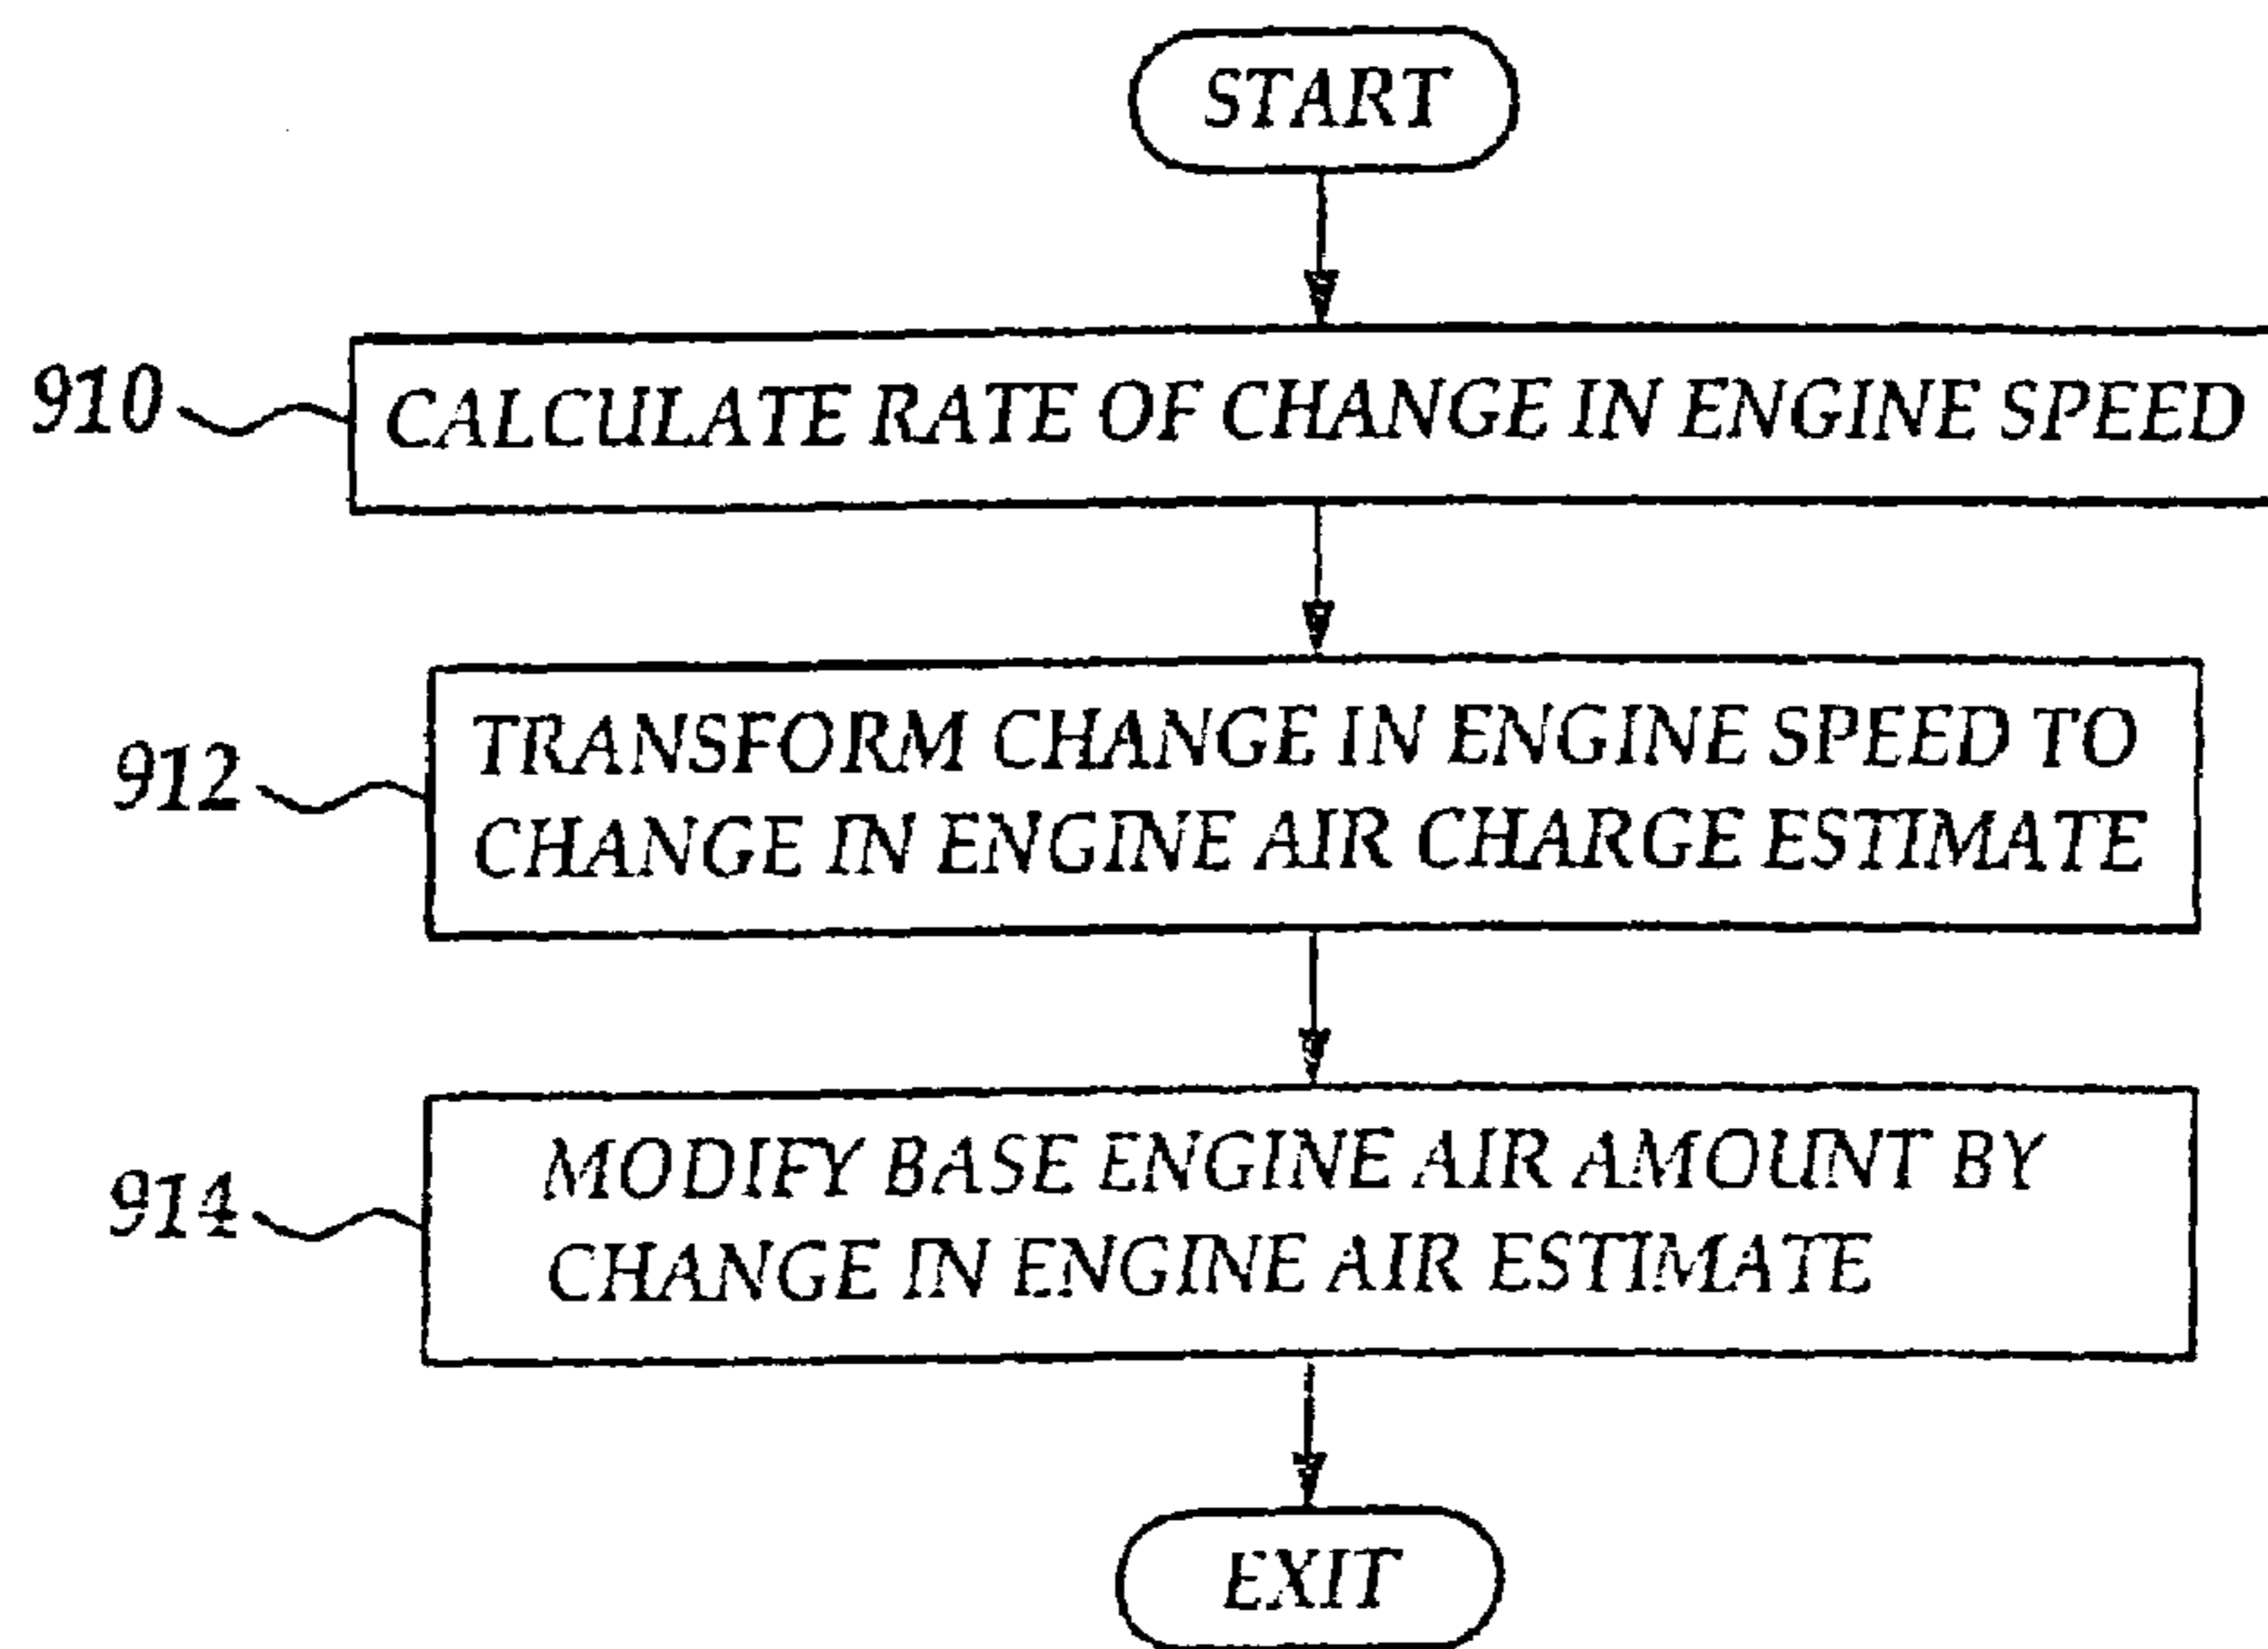 START
910
CALCULATE RATE OF CHANGE IN ENGINE SPEED
912
TRANSFORM CHANGE IN ENGINE SPEED TO
CHANGE IN ENGINE AIR CHARGE ESTIMATE
914
MODIFY BASE ENGINE AIR AMOUNT BY
CHANGE IN ENGINE AIR ESTIMATE
EXIT